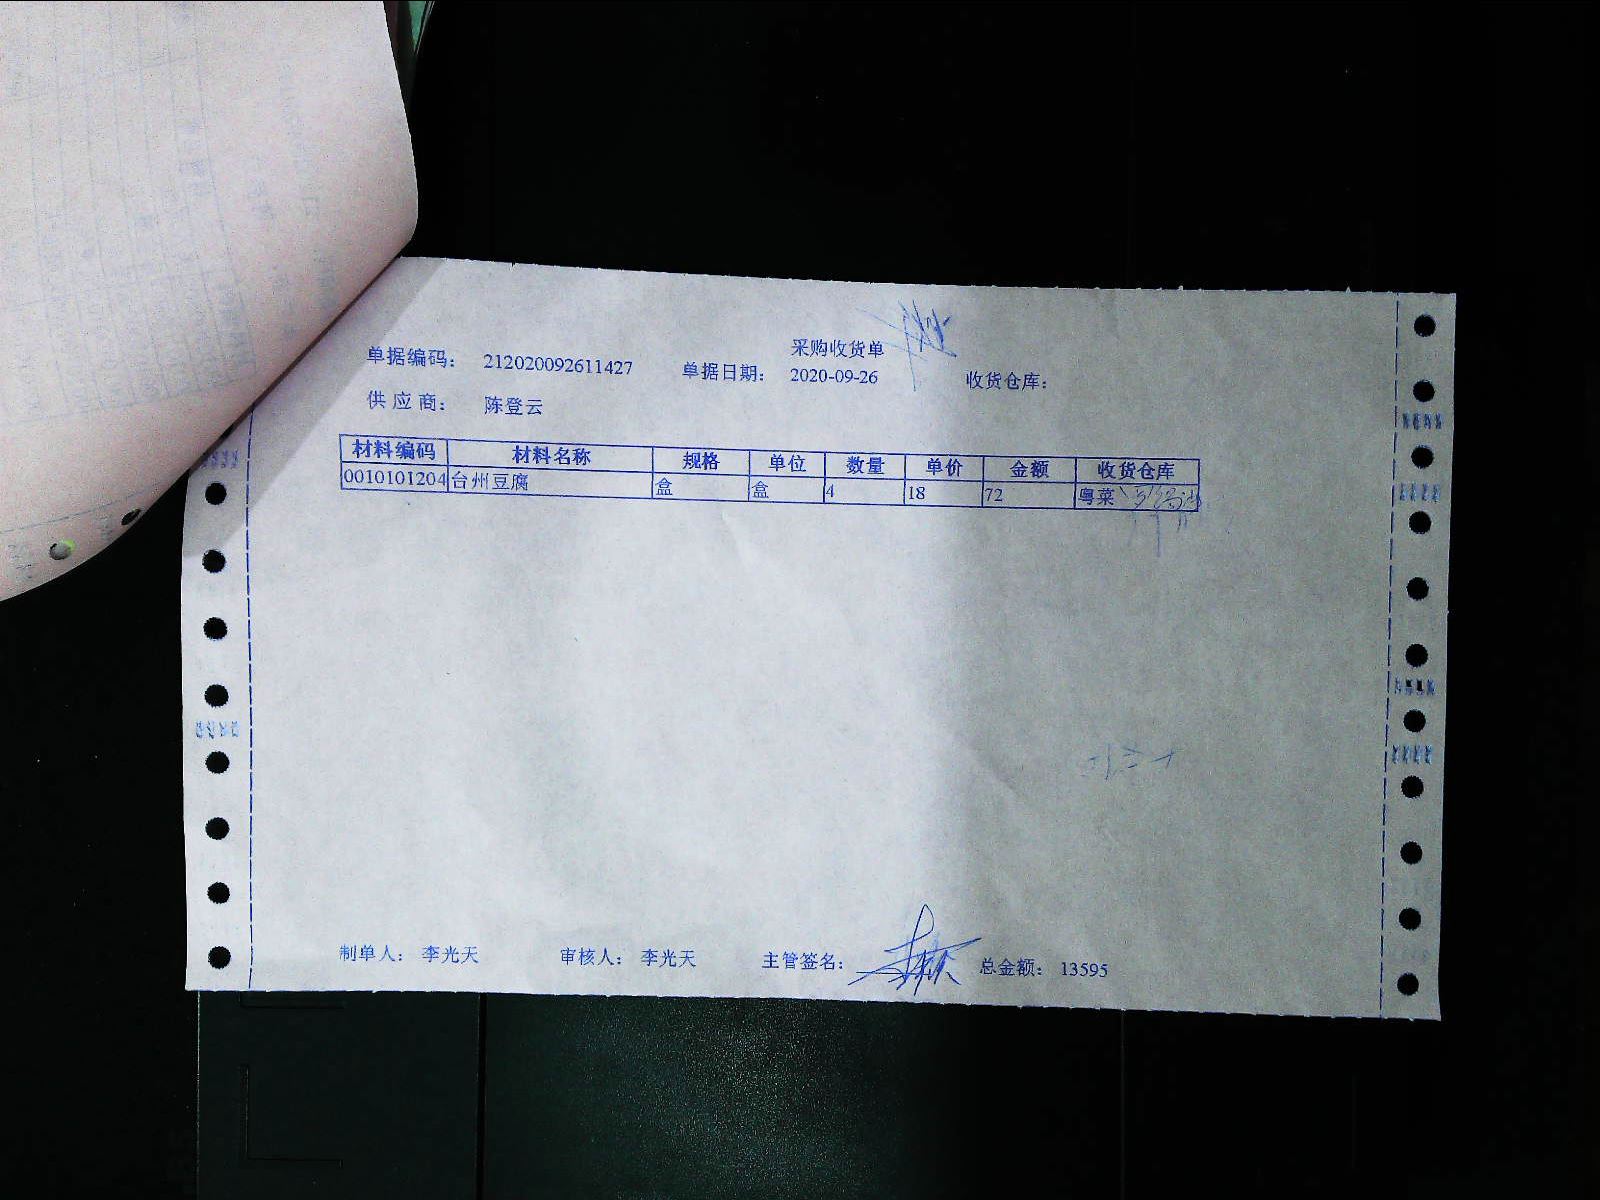 采购收货单
单据编码： 212020092611427 单据日期： 2020-09-26 收货仓库：
供应商： 陈登云
材料编码 材料名称 规格 单位 数量 单价 金额 收货仓库
0010101204 台州豆腐 盒 盒 4 18 72 粤菜
制单人： 李光天 审核人： 李光天 主管签名： 总金额： 13595